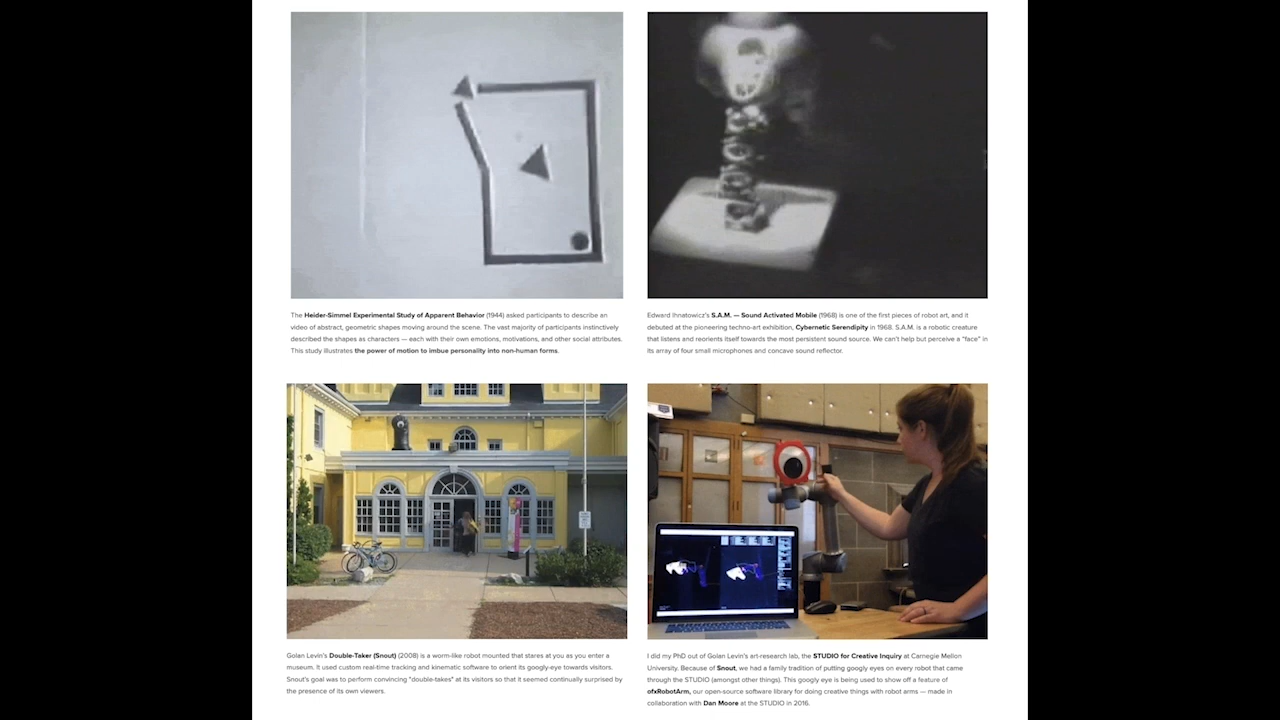 The Heider-Simmel Experimental Study of Apparent Behavior (1944) asked participants to describe an
video of abstract, geometric shapes moving around the scene. The vast majority of participants instinctively
described the shapes as characters — each with their own emotions, motivations, and other social attributes.
This study illustrates the power of motion to imbue personality into non-human forms.
Edward Ihnatowicz's S.A.M. — Sound Activated Mobile (1968) is one of the first pieces of robot art, and it
debuted at the pioneering techno-art exhibition, Cybernetic Serendipity in 1968. S.A.M. is a robotic creature
that listens and reorients itself towards the most persistent sound source. We can't help but perceive a "face" in
its array of four small microphones and concave sound reflector.
Golan Levin's Double-Taker (Snout) (2008) is a worm-like robot mounted that stares at you as you enter a
museum. It used custom real-time tracking and kinematic software to orient its googly-eye towards visitors.
Snout's goal was to perform convincing "double-takes" at its visitors so that it seemed continually surprised by
the presence of its own viewers.
I did my PhD out of Golan Levin's art-research lab, the STUDIO for Creative Inquiry at Carnegie Mellon
University. Because of Snout, we had a family tradition of putting googly eyes on every robot that came
through the STUDIO (amongst other things). This googly eye is being used to show off a feature of
ofxRobotArm, our open-source software library for doing creative things with robot arms — made in
collaboration with Dan Moore at the STUDIO in 2016.